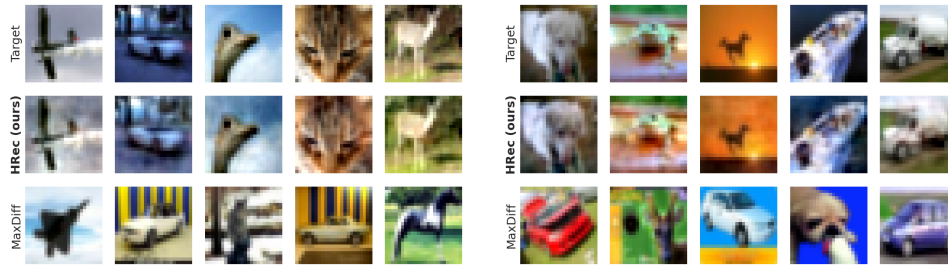 Target
HRec (ours)
MaxDiff
Target
HRec (ours)
MaxDiff